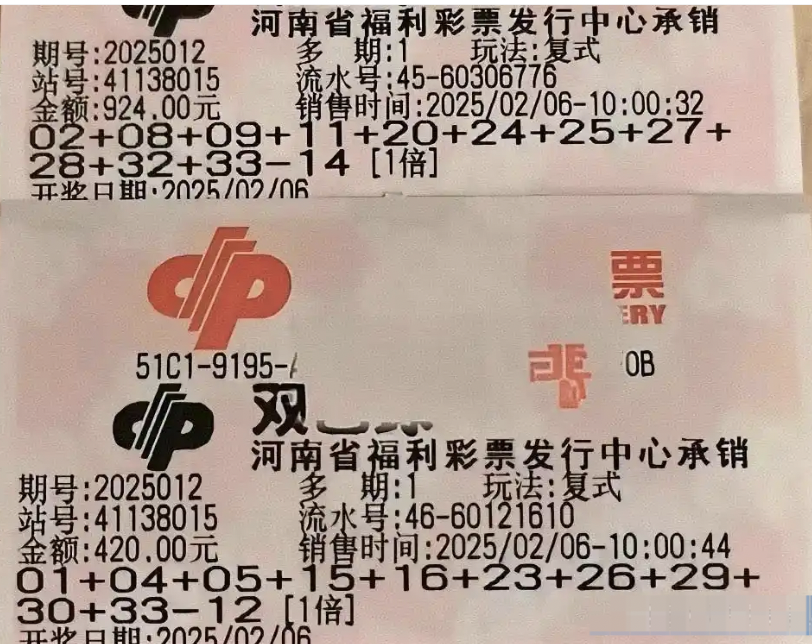 河南省福利彩票发行中心承销
期号:2025012 多 期:1 玩法:复式
站号:41138015 流水号:45-60306776
金额:924.00元 销售时间:2025/02/06-10:00:32
02+08+09+11+20+24+25+27+
28+32+33-14 [1倍]
开奖日期:2025/02/06
票
ERY
51C1-9195- 0B
双
河南省福利彩票发行中心承销
期号:2025012 多 期:1 玩法:复式
站号:41138015 流水号:46-60121610
金额:420.00元 销售时间:2025/02/06-10:00:44
01+04+05+15+16+23+26+29+
30+33-12 [1倍]
开奖日期:2025/02/06